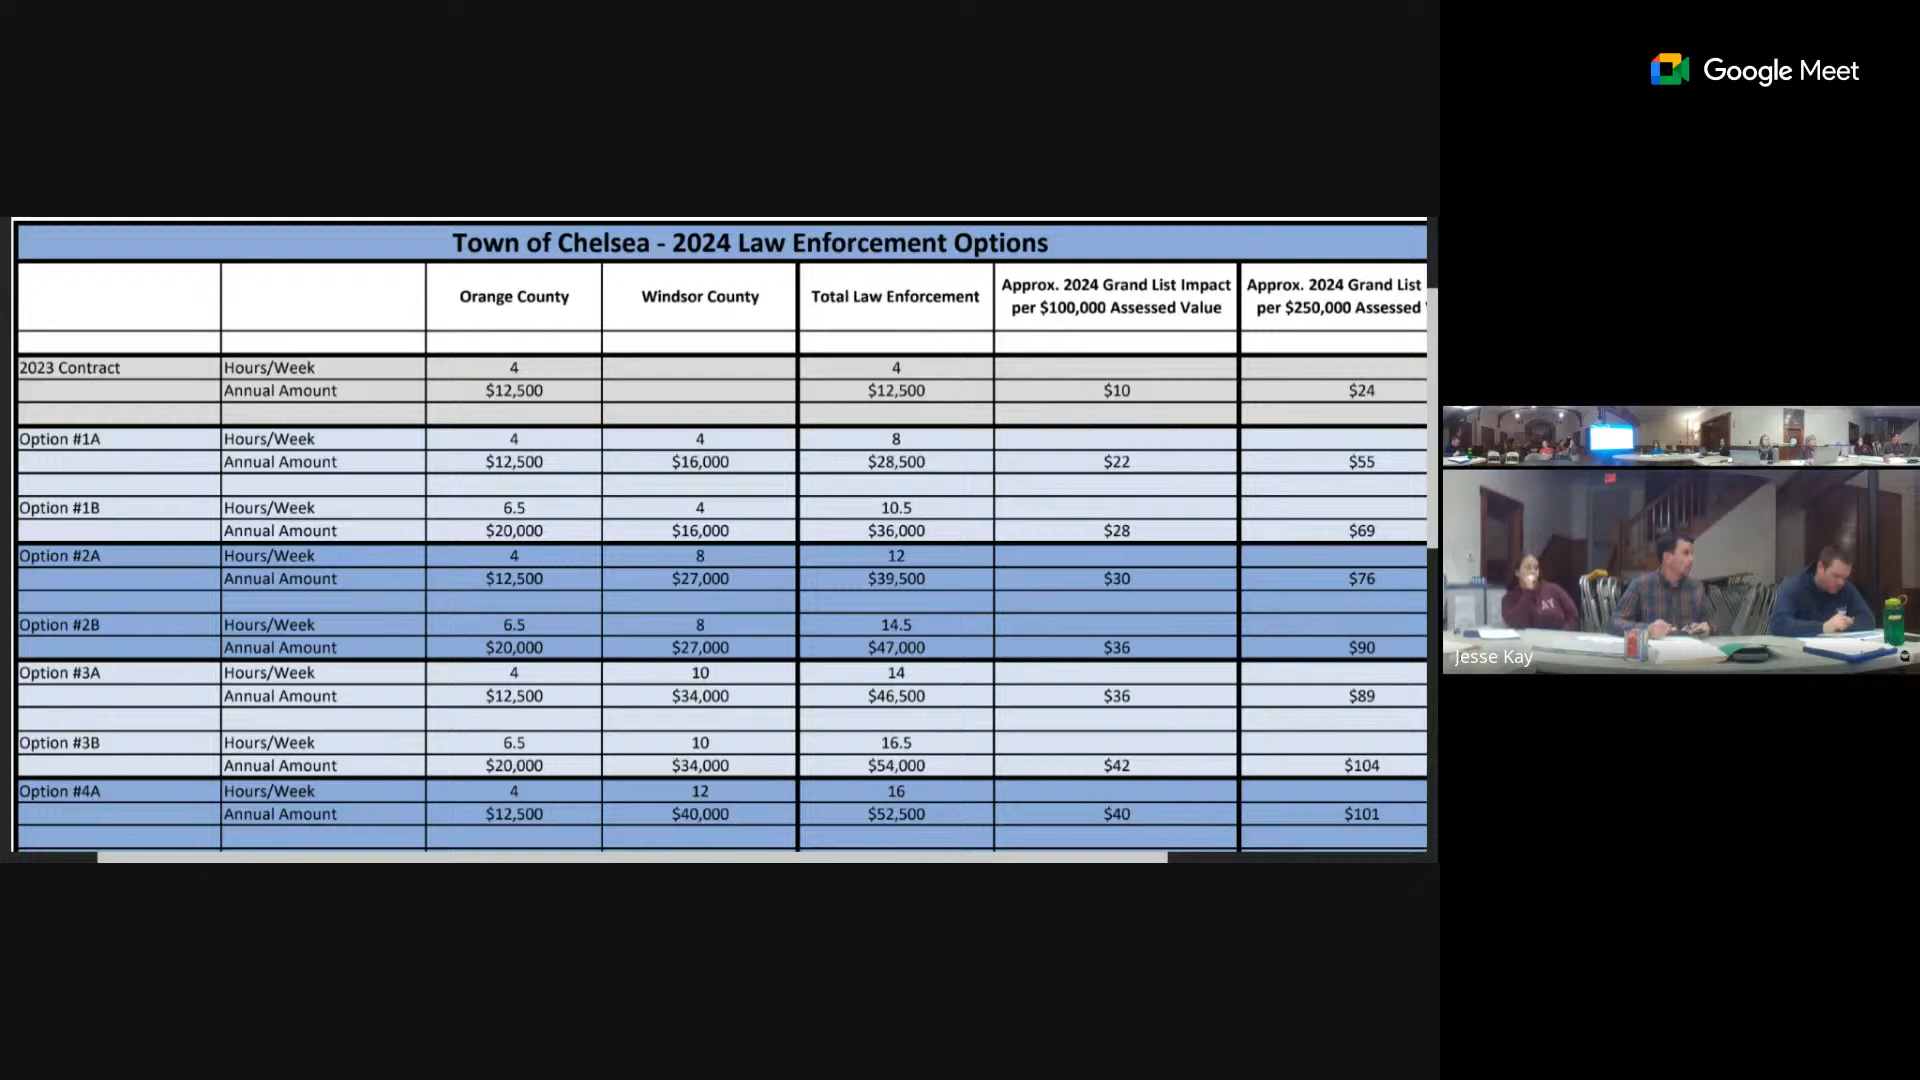 Google Meet
Town of Chelsea - 2024 Law Enforcement Options
Orange County Windsor County Total Law Enforcement Approx. 2024 Grand List Impact per $100,000 Assessed Value Approx. 2024 Grand List per $250,000 Assessed
2023 Contract Hours/Week 4 4
Annual Amount $12,500 $12,500 $10 $24
Option #1A Hours/Week 4 4 8
Annual Amount $12,500 $16,000 $28,500 $22 $55
Option #1B Hours/Week 6.5 4 10.5
Annual Amount $20,000 $16,000 $36,000 $28 $69
Option #2A Hours/Week 4 8 12
Annual Amount $12,500 $27,000 $39,500 $30 $76
Option #2B Hours/Week 6.5 8 14.5
Annual Amount $20,000 $27,000 $47,000 $36 $90
Option #3A Hours/Week 4 10 14
Annual Amount $12,500 $34,000 $46,500 $36 $89
Option #3B Hours/Week 6.5 10 16.5
Annual Amount $20,000 $34,000 $54,000 $42 $104
Option #4A Hours/Week 4 12 16
Annual Amount $12,500 $40,000 $52,500 $40 $101
Jesse Kay